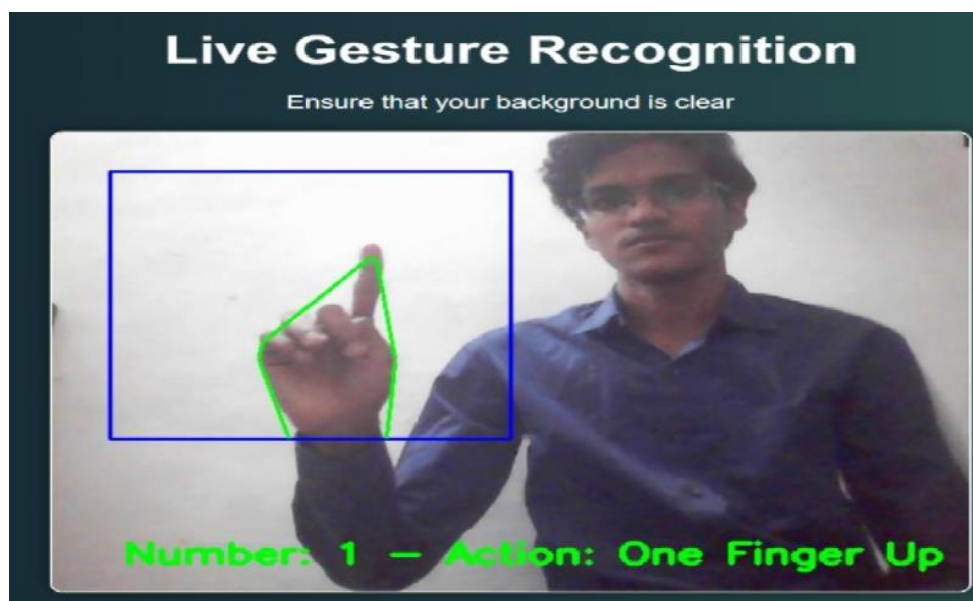 Live Gesture Recognition
Ensure that your background is clear
Number: 1 - Action: One Finger Up